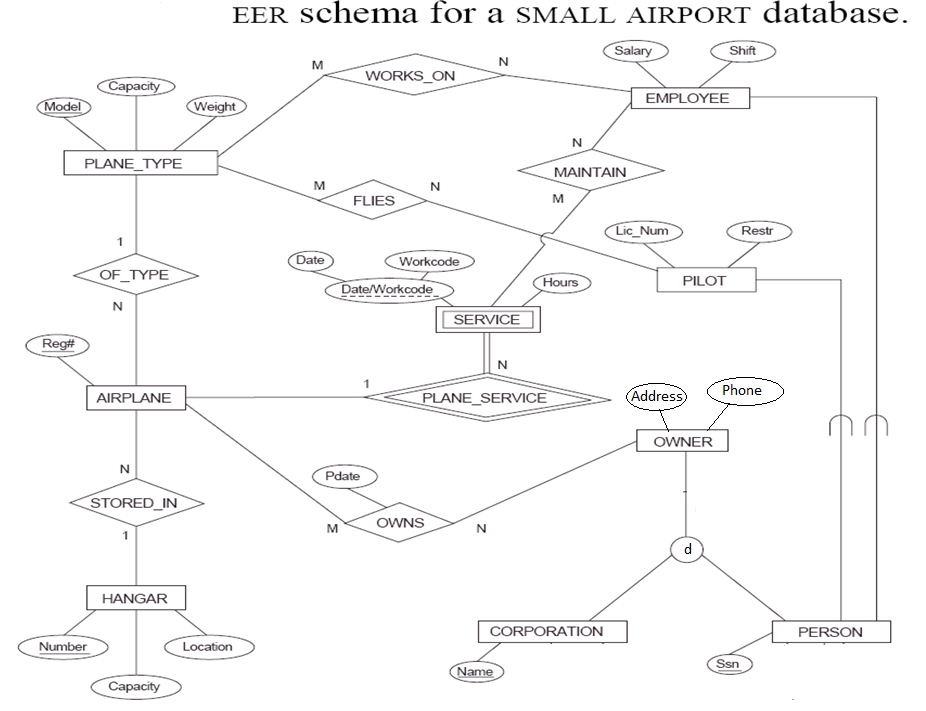 EER schema for a SMALL AIRPORT database.
Salary
Shift
M
WORKS_ON
N
EMPLOYEE
Capacity
Model
Weight
PLANE_TYPE
N
MAINTAIN
M
M
FLIES
N
Lic_Num
Restr
PILOT
1
OF_TYPE
N
Date
Workcode
Date/Workcode
Hours
SERVICE
N
Reg#
AIRPLANE
1
PLANE_SERVICE
Address
Phone
OWNER
N
STORED_IN
1
Pdate
M
OWNS
N
d
HANGAR
Number
Location
Capacity
CORPORATION
Name
PERSON
Ssn